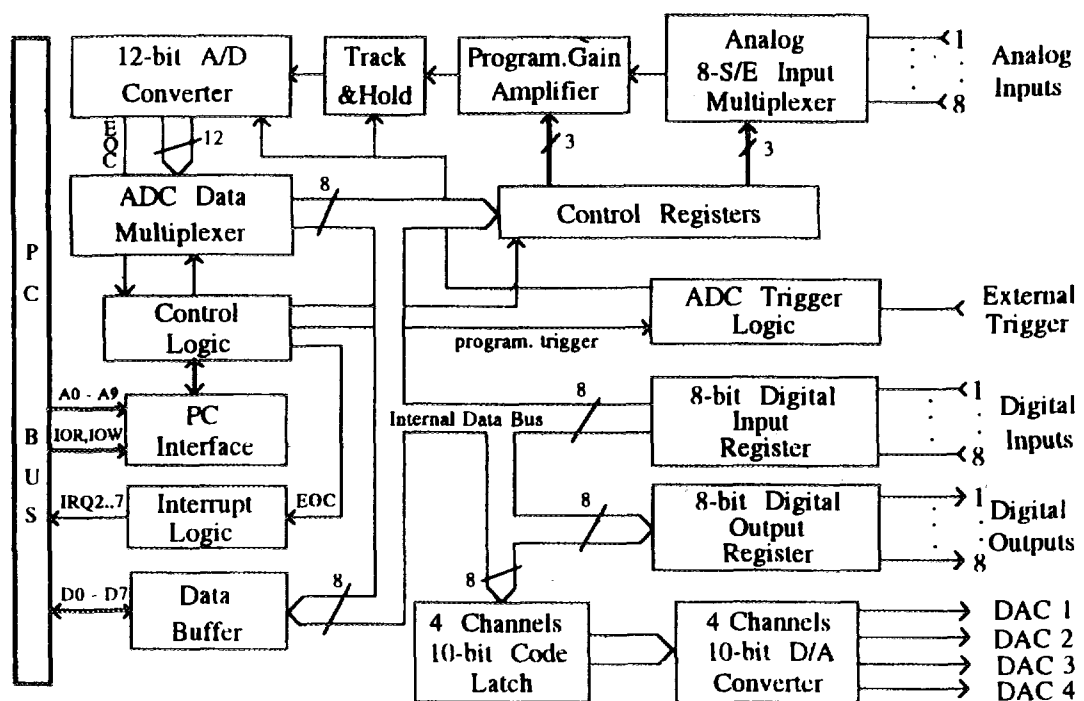 12-bit A/D
Converter
Track
&Hold
Program.Gain
Amplifier
Analog
8-S/E Input
Multiplexer
1
8
Analog
Inputs
EOC
12
3
3
ADC Data
Multiplexer
8
Control Registers
PC
BUS
Control
Logic
ADC Trigger
Logic
External
Trigger
program. trigger
A0 - A9
IOR,IOW
PC
Interface
8
Internal Data Bus
8-bit Digital
Input
Register
1
8
Digital
Inputs
IRQ2..7
Interrupt
Logic
EOC
8
8-bit Digital
Output
Register
1
8
Digital
Outputs
D0 - D7
Data
Buffer
8
8
4 Channels
10-bit Code
Latch
4 Channels
10-bit D/A
Converter
DAC 1
DAC 2
DAC 3
DAC 4